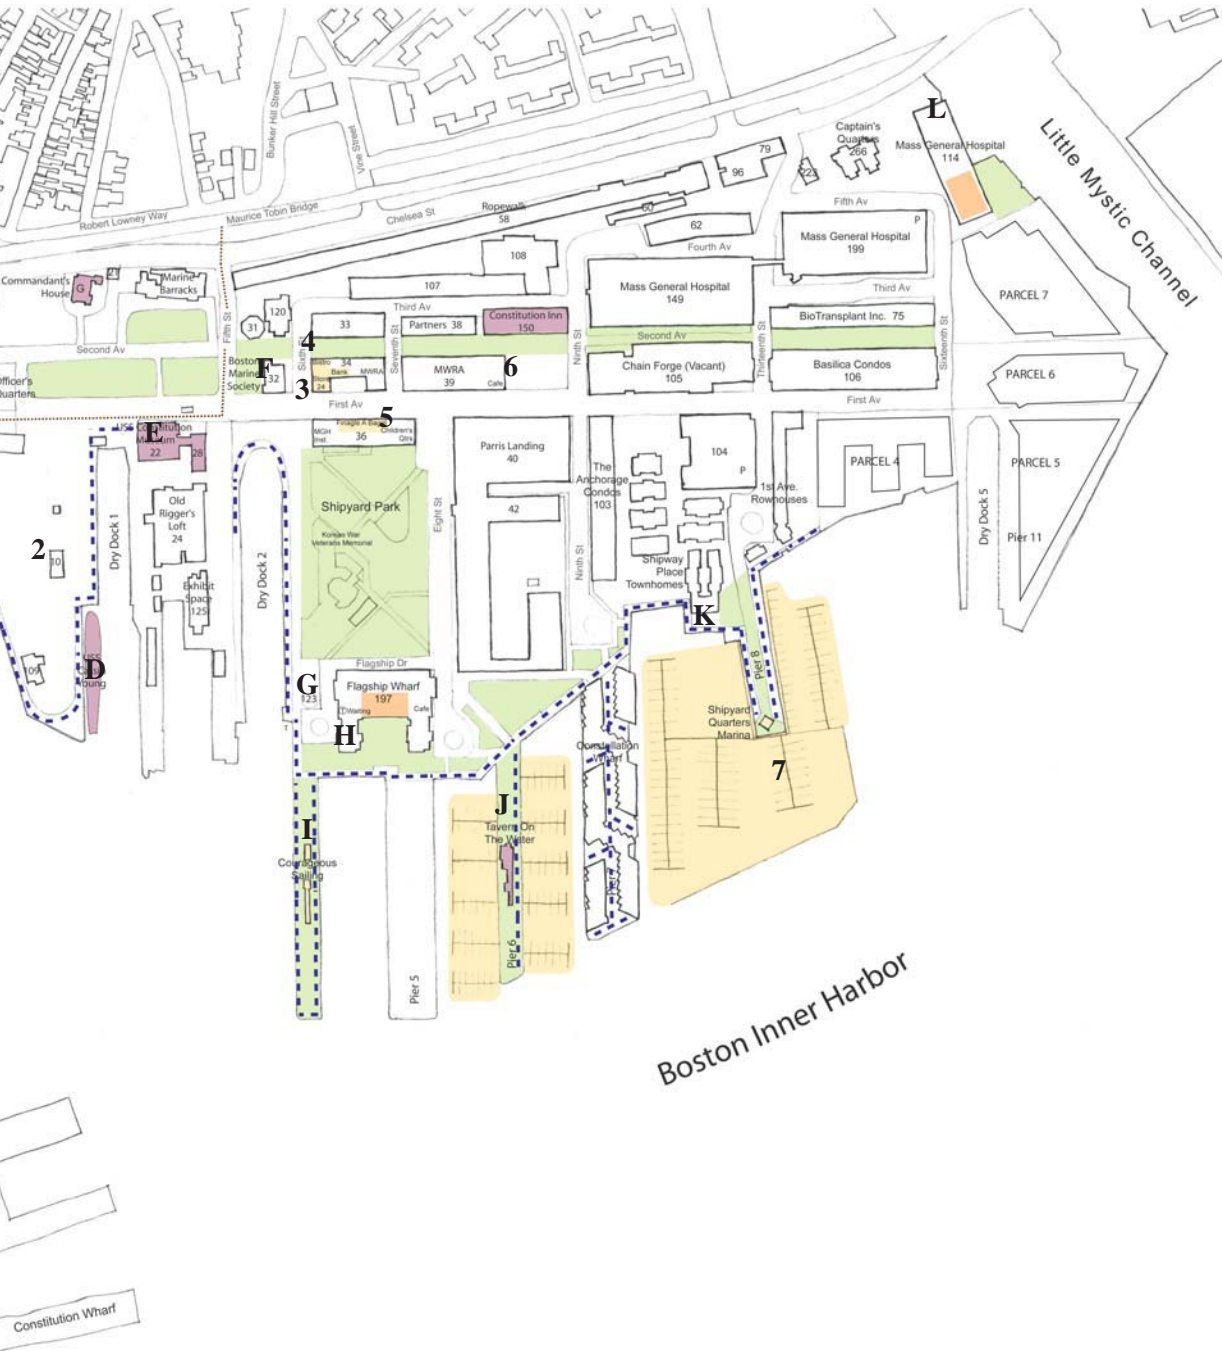 L
Bunker Hill Street
Vine Street
Captain's
Quarters
266
79
96
Mass General Hospital
114
Little Mystic Channel
Robert Lowney Way
Maurice Tobin Bridge
Chelsea St
Ropewalk
58
60
62
Fourth Av
Fifth Av
P
Mass General Hospital
199
Commandant's
House
G
Marine
Barracks
108
107
Third Av
Mass General Hospital
149
Third Av
PARCEL 7
120
31
Fifth St
33
Partners 38
Constitution Inn
150
BioTransplant Inc. 75
Second Av
4
Sixth St
Seventh St
Ninth St
Second Av
Thirteenth St
Sixteenth St
Boston
Marine
Society
F
32
Bistro
34
Bank
MWRA
Store
24
3
MWRA
39
Cafe
6
Chain Forge (Vacant)
105
Basilica Condos
106
PARCEL 6
Officer's
Quarters
First Av
First Av
5
USS Constitution
Museum
E
22
28
MGH
Inst.
36
Children's
Qtrs
Parris Landing
40
The
Anchorage
Condos
103
104
P
PARCEL 4
PARCEL 5
Old
Rigger's
Loft
24
Shipyard Park
Korean War
Veterans Memorial
Eight St
42
1st Ave.
Rowhouses
Dry Dock 1
Dry Dock 2
Dry Dock 5
Pier 11
2
10
Exhibit
Space
125
Ninth St
Shipway
Place
Townhomes
K
109
D
USS
Cassin
Young
Flagship Dr
G
123
Flagship Wharf
197
Waiting
Cafe
H
T
Pier 8
Shipyard
Quarters
Marina
7
Constellation
Wharf
I
Courageous
Sailing
J
Tavern On
The Water
Pier 5
Pier 6
Boston Inner Harbor
Constitution Wharf